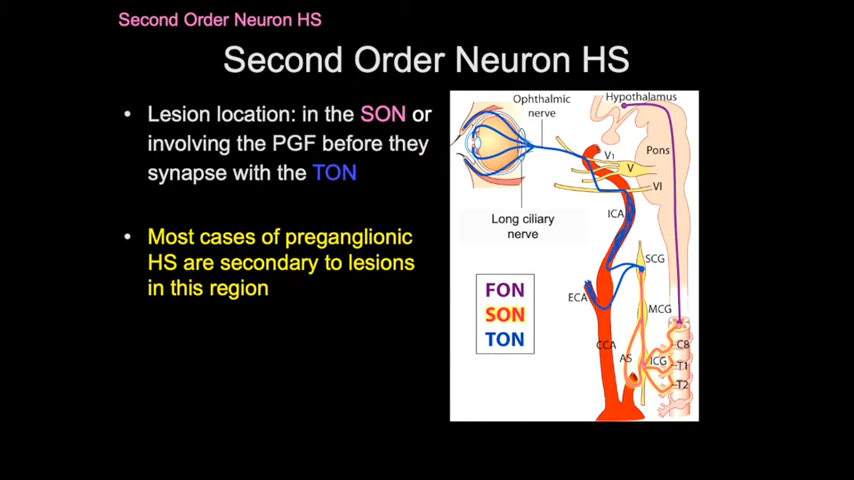 Second Order Neuron HS
Second Order Neuron HS
• Lesion location: in the SON or
involving the PGF before they
synapse with the TON
• Most cases of preganglionic
HS are secondary to lesions
in this region
Ophthalmic
nerve
Hypothalamus
Pons
V1
V
VI
ICA
Long ciliary
nerve
SCG
ECA
MCG
FON
SON
TON
CCA
AS
ICG
C8
T1
T2